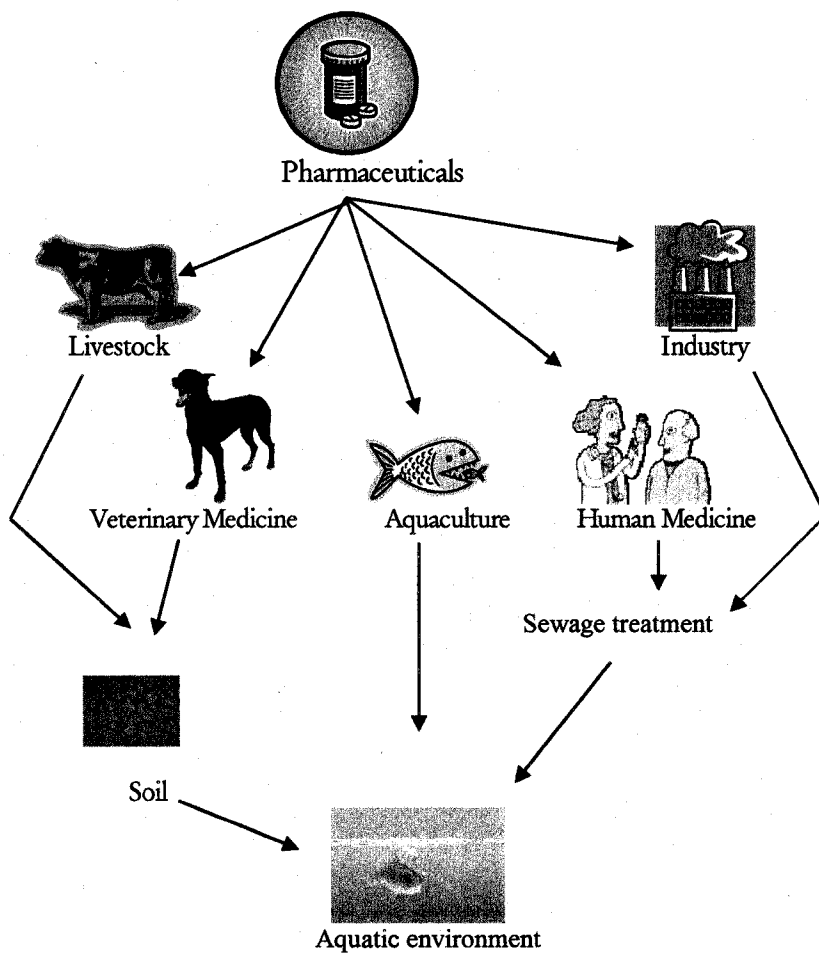 Pharmaceuticals
Livestock
Industry
Veterinary Medicine
Aquaculture
Human Medicine
Sewage treatment
Soil
Aquatic environment